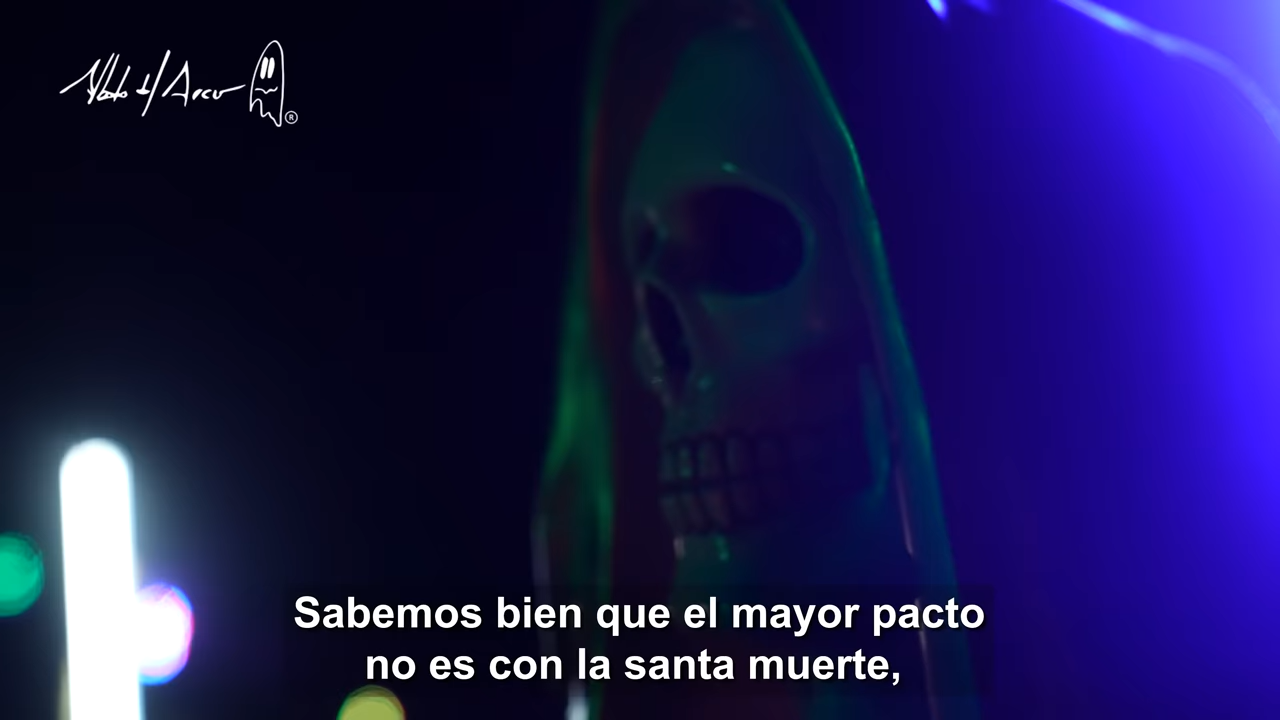 Sabemos bien que el mayor pacto
no es con la santa muerte,